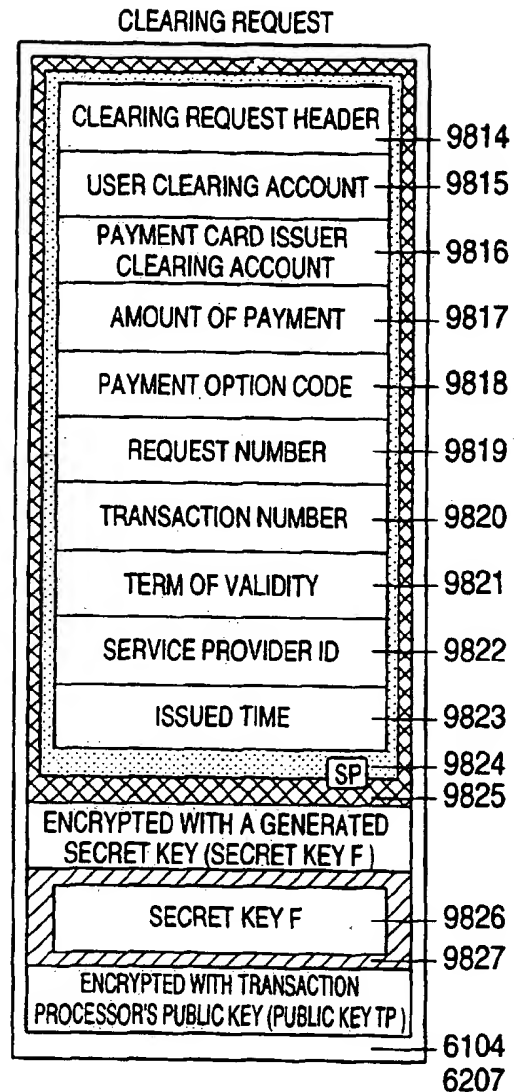 CLEARING REQUEST
CLEARING REQUEST HEADER
9814
USER CLEARING ACCOUNT
9815
PAYMENT CARD ISSUER
CLEARING ACCOUNT
9816
AMOUNT OF PAYMENT
9817
PAYMENT OPTION CODE
9818
REQUEST NUMBER
9819
TRANSACTION NUMBER
9820
TERM OF VALIDITY
9821
SERVICE PROVIDER ID
9822
ISSUED TIME
9823
SP
9824
9825
ENCRYPTED WITH A GENERATED
SECRET KEY (SECRET KEY F)
SECRET KEY F
9826
9827
ENCRYPTED WITH TRANSACTION
PROCESSOR'S PUBLIC KEY (PUBLIC KEY TP)
6104
6207